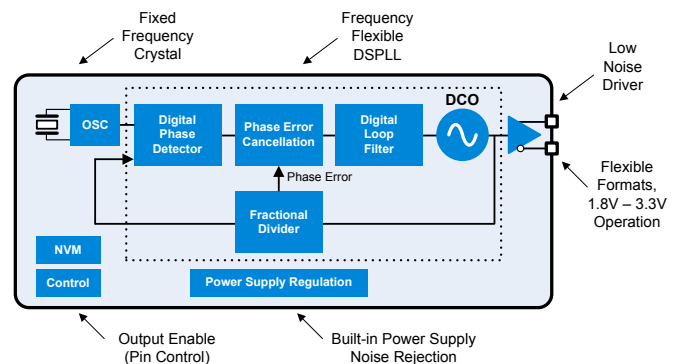 Fixed
Frequency
Crystal
Frequency
Flexible
DSPLL
Low
Noise
Driver
OSC
Digital
Phase
Detector
Phase Error
Cancellation
Digital
Loop
Filter
DCO
Phase Error
Fractional
Divider
Flexible
Formats,
1.8V – 3.3V
Operation
NVM
Control
Power Supply Regulation
Output Enable
(Pin Control)
Built-in Power Supply
Noise Rejection